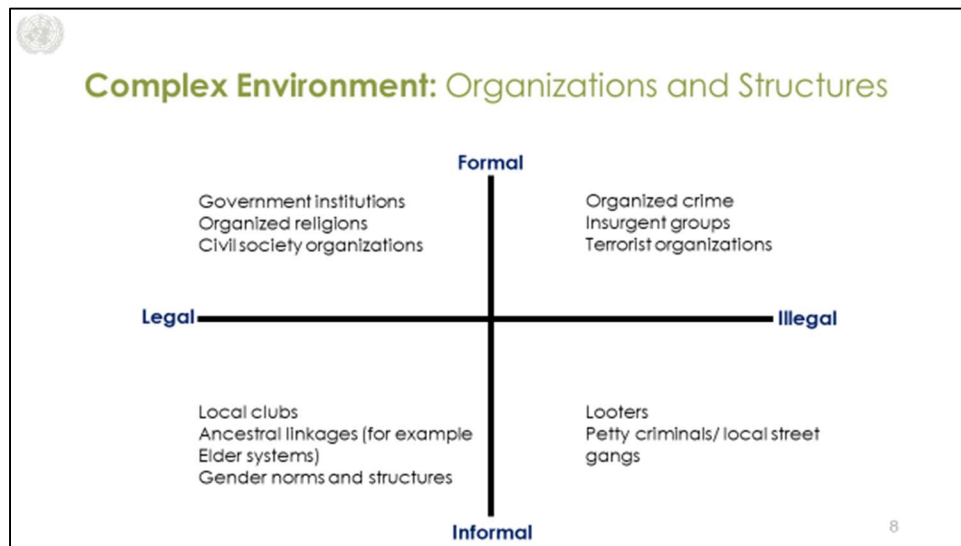 Complex Environment: Organizations and Structures
Formal
Government institutions
Organized religions
Civil society organizations
Organized crime
Insurgent groups
Terrorist organizations
Legal
Illegal
Local clubs
Ancestral linkages (for example
Elder systems)
Gender norms and structures
Looters
Petty criminals/ local street
gangs
Informal
8